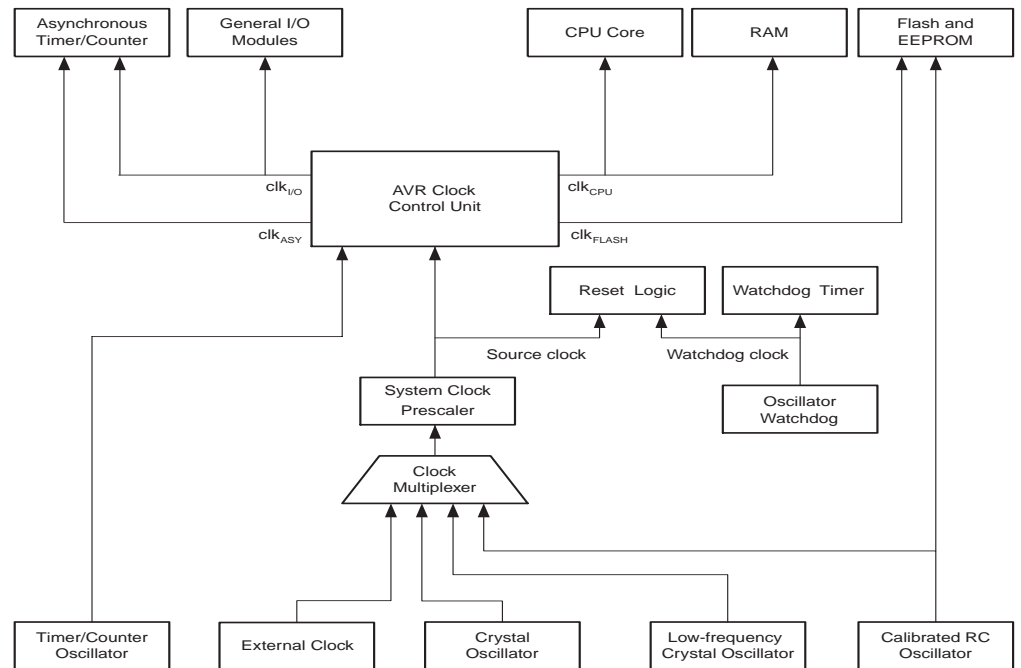 Asynchronous
Timer/Counter
General I/O
Modules
CPU Core
RAM
Flash and
EEPROM
clkI/O
AVR Clock
Control Unit
clkCPU
clkASY
clkFLASH
Reset Logic
Watchdog Timer
Source clock
Watchdog clock
System Clock
Prescaler
Oscillator
Watchdog
Clock
Multiplexer
Timer/Counter
Oscillator
External Clock
Crystal
Oscillator
Low-frequency
Crystal Oscillator
Calibrated RC
Oscillator